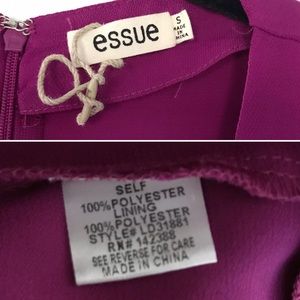 essue
S
MADE
IN
CHINA
SELF
100% POLYESTER
LINING
100% POLYESTER
STYLE# LD31881
RN# 142388
SEE REVERSE FOR CARE
MADE IN CHINA